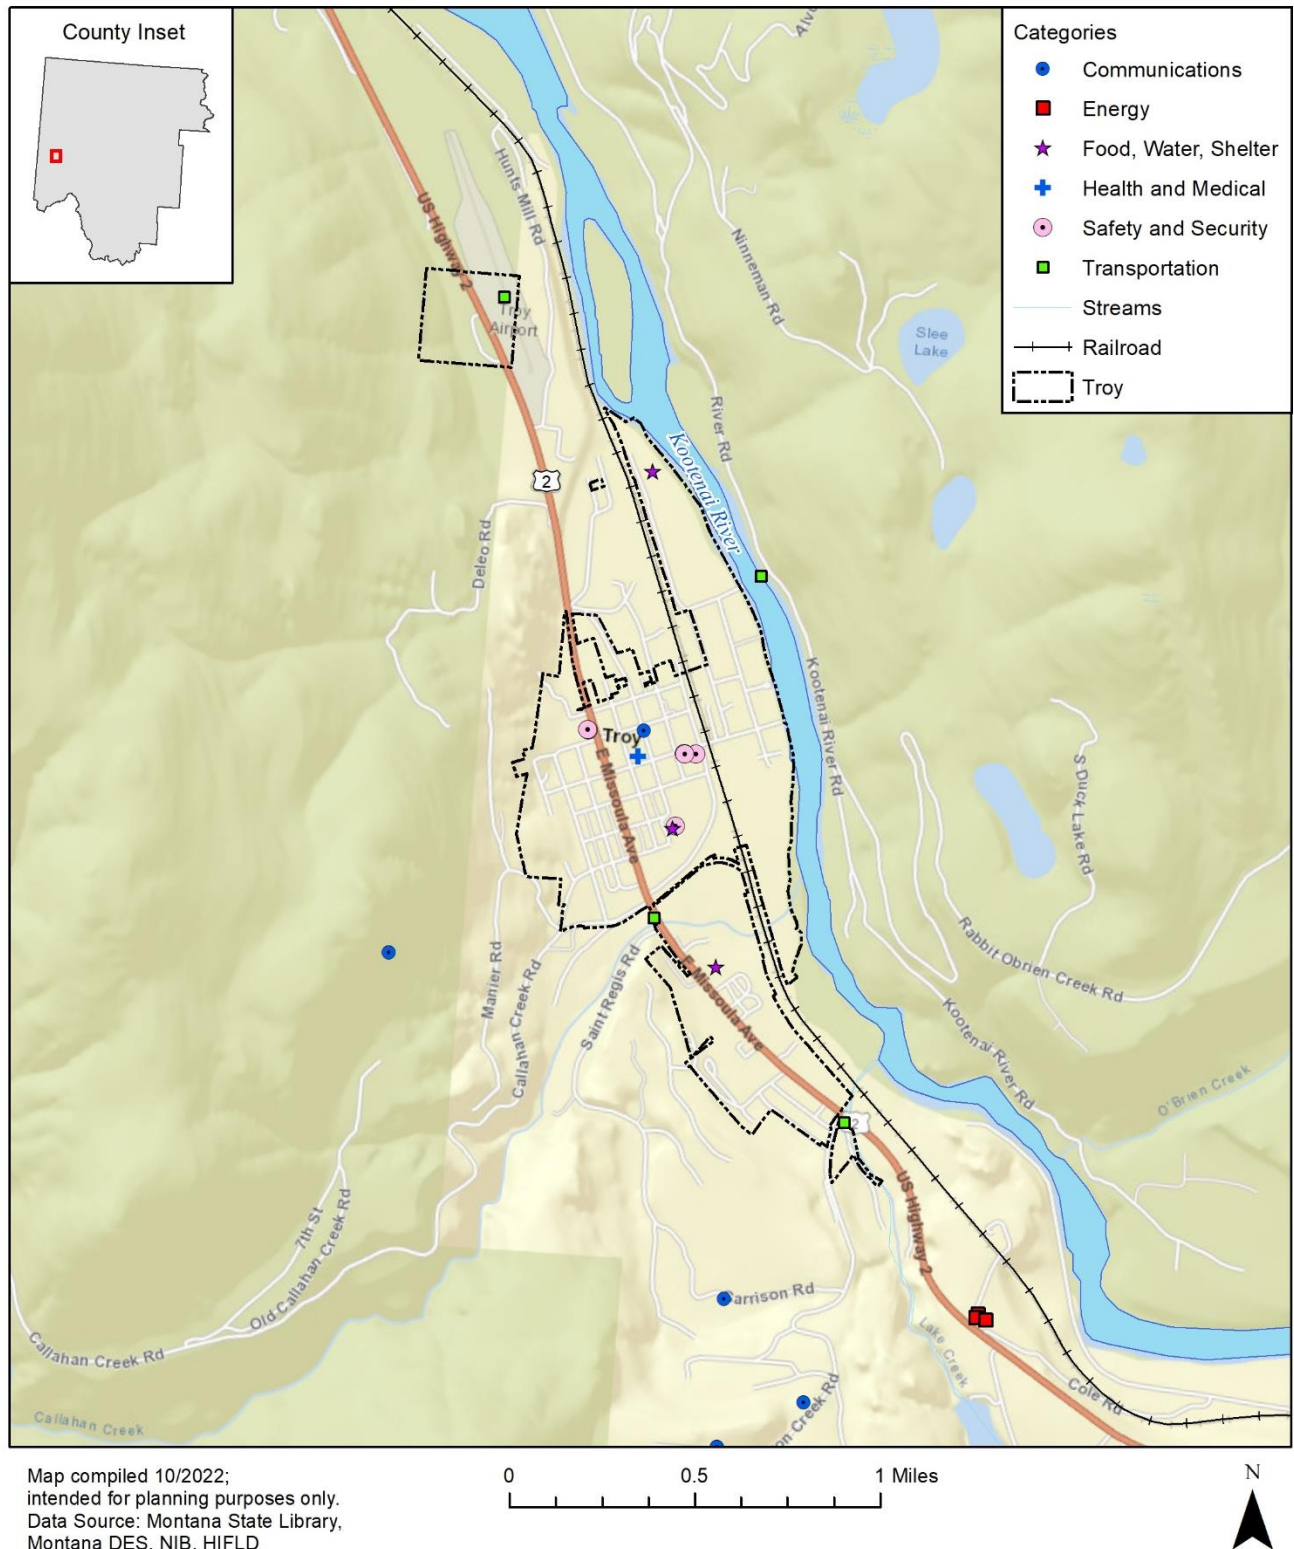 County Inset
Categories
Communications
Energy
Food, Water, Shelter
Health and Medical
Safety and Security
Transportation
Streams
Railroad
Troy
Hunts Mill Rd
US Highway 2
Troy
Airport
Ninneman Rd
Slee
Lake
River Rd
Kootenai River
2
Deleo Rd
Kootenai River Rd
Troy
E Missoula Ave
S Duck Lake Rd
Rabbit Obrien Creek Rd
Manier Rd
Callahan Creek Rd
Saint Regis Rd
E Missoula Ave
Kootenai River Rd
O'Brien Creek
2
7th St
Old Callahan Creek Rd
US Highway 2
Garrison Rd
Lake Creek
Callahan Creek Rd
Cole Rd
Callahan Creek
on Creek Rd
Map compiled 10/2022;
intended for planning purposes only.
Data Source: Montana State Library,
Montana DES, NIB, HIFLD
0 0.5 1 Miles
N